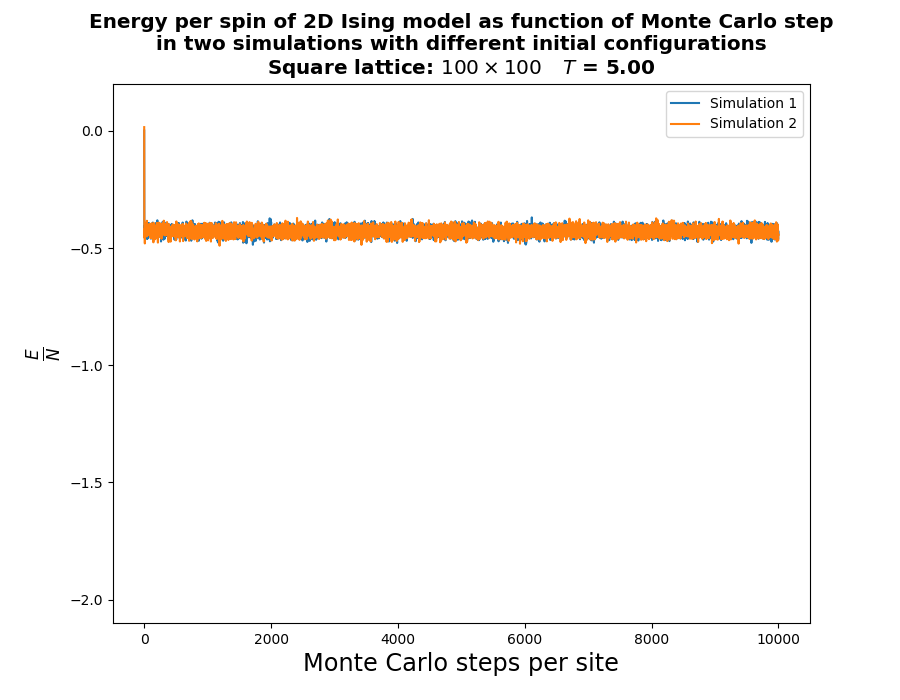 Energy per spin of 2D Ising model as function of Monte Carlo step
in two simulations with different initial configurations
Square lattice: 100 × 100 T = 5.00
Simulation 1
Simulation 2
0.0
−0.5
−1.0
−1.5
−2.0
E
N
0 2000 4000 6000 8000 10000
Monte Carlo steps per site